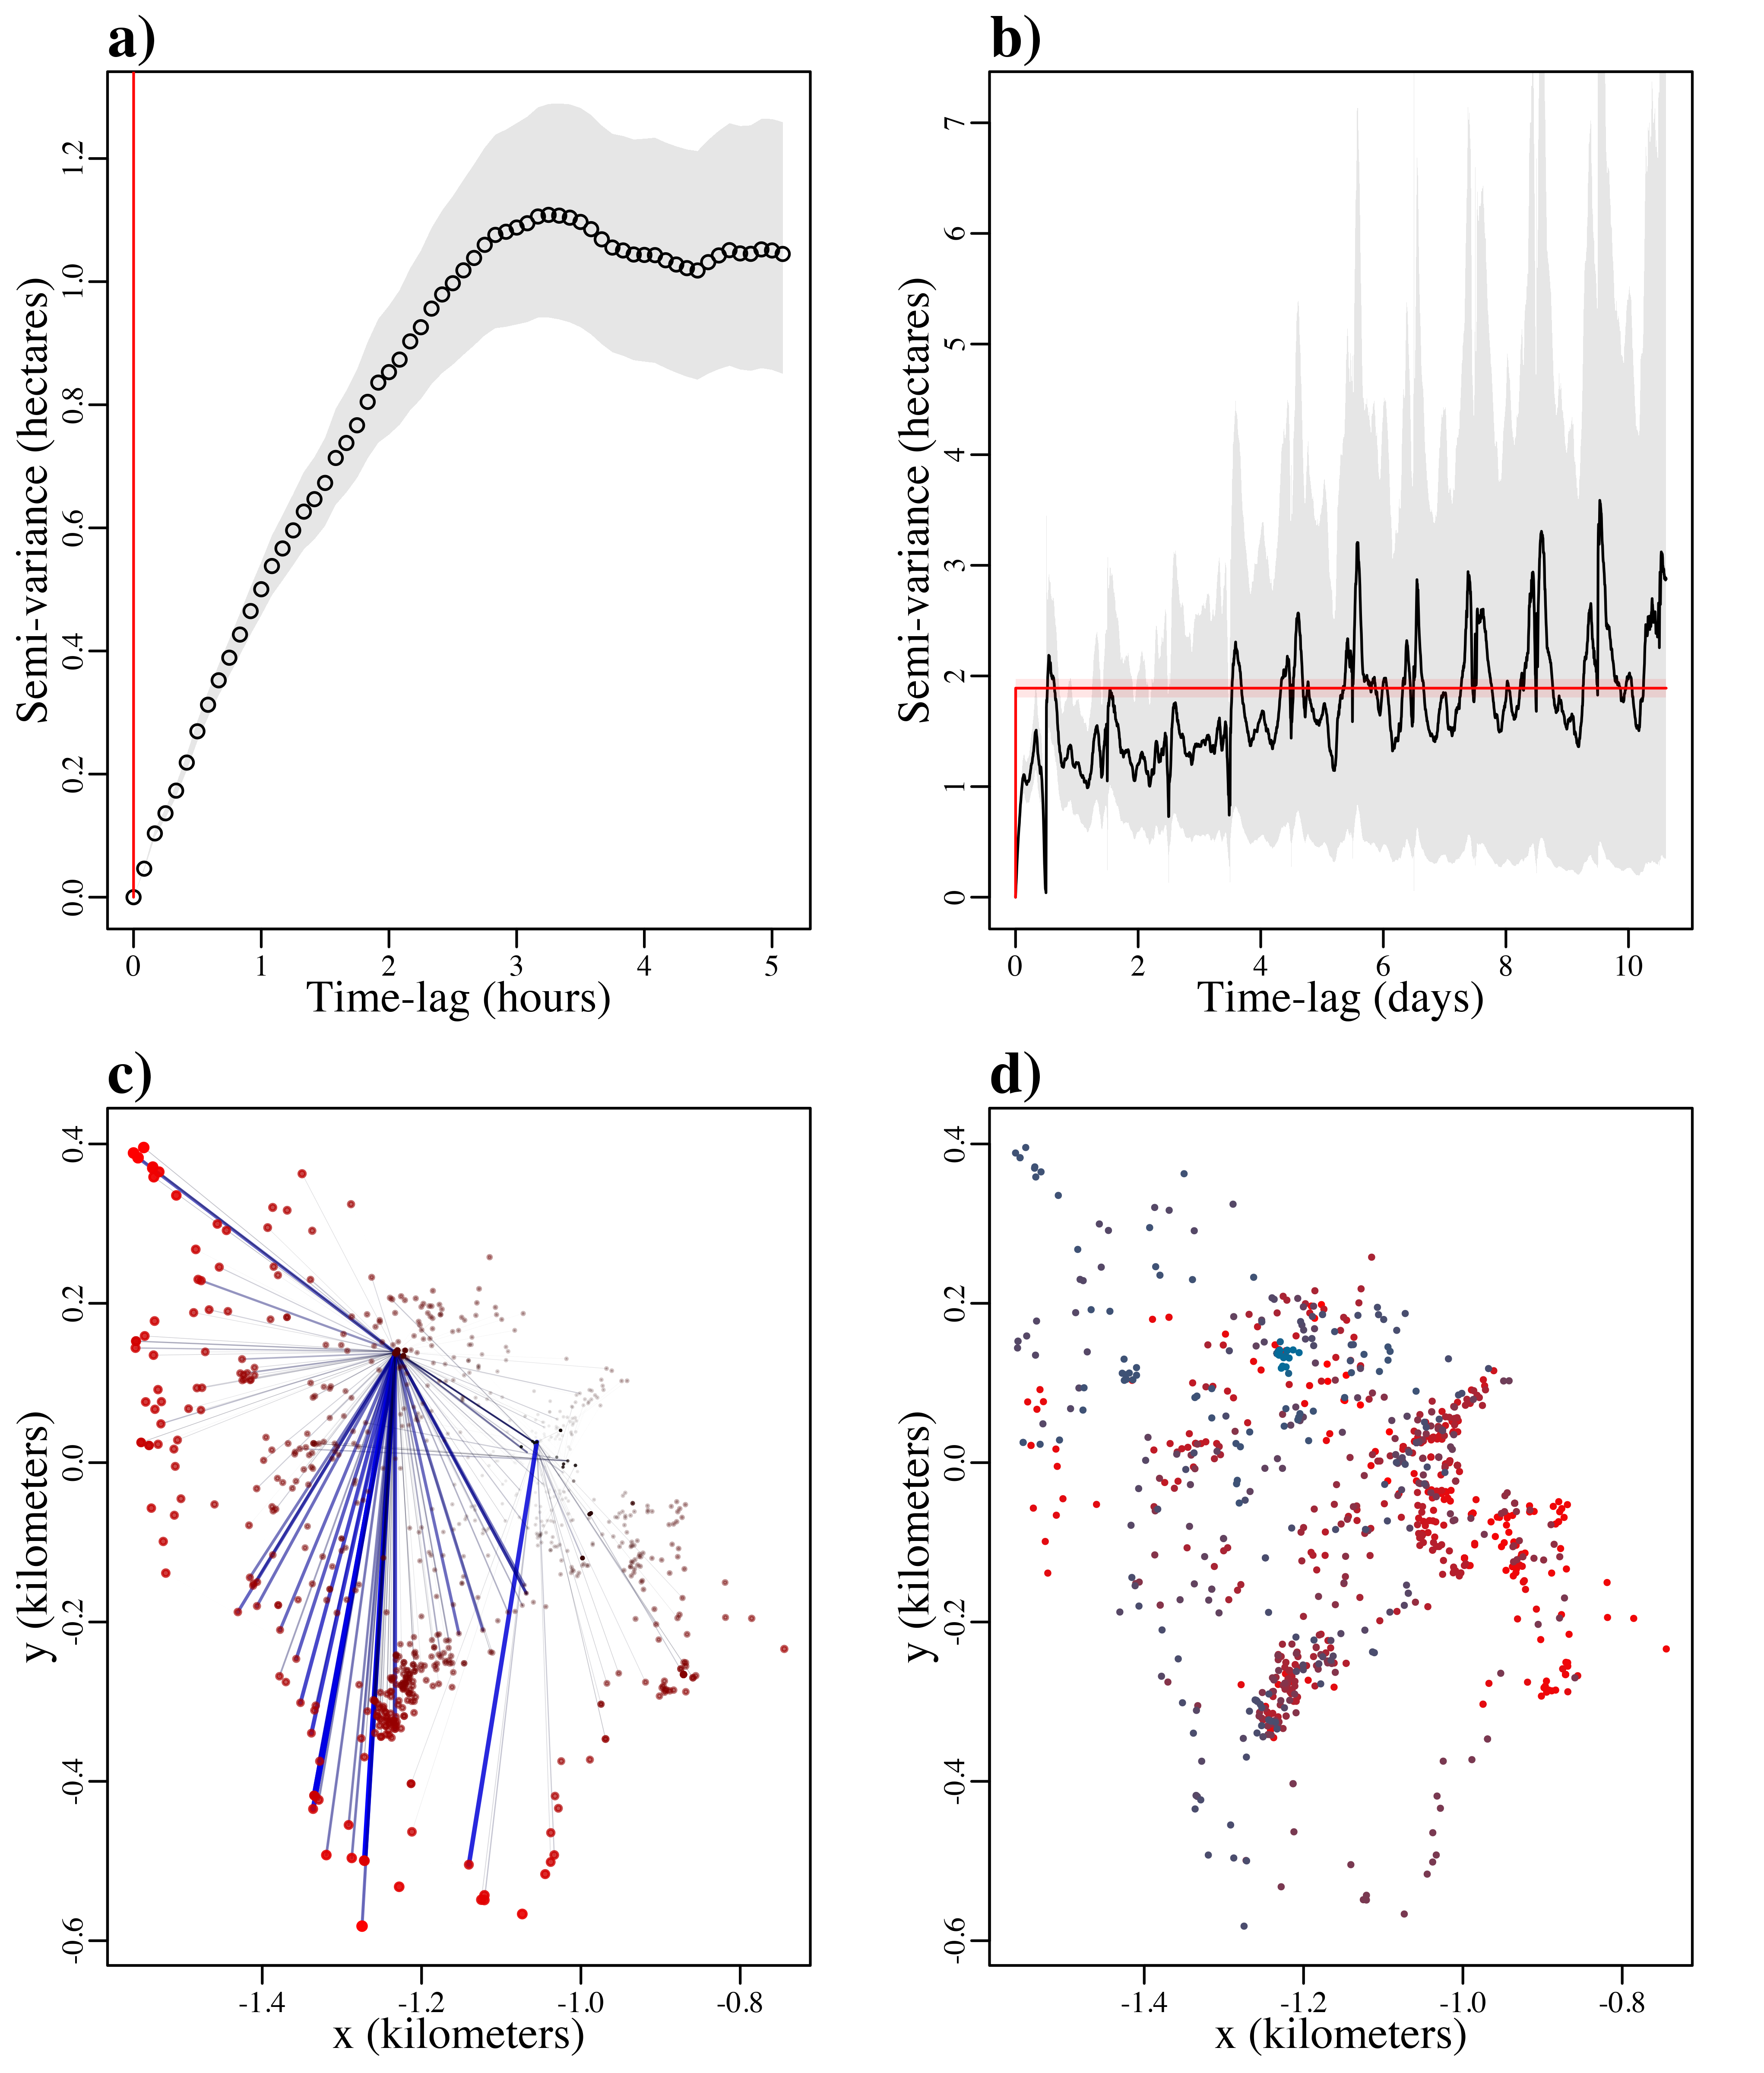 a)
Semi-variance (hectares)
0.0 0.2 0.4 0.6 0.8 1.0 1.2
0 1 2 3 4 5
Time-lag (hours)
b)
Semi-variance (hectares)
0 1 2 3 4 5 6 7
0 2 4 6 8 10
Time-lag (days)
c)
y (kilometers)
-0.6 -0.4 -0.2 0.0 0.2 0.4
-1.4 -1.2 -1.0 -0.8
x (kilometers)
d)
y (kilometers)
-0.6 -0.4 -0.2 0.0 0.2 0.4
-1.4 -1.2 -1.0 -0.8
x (kilometers)